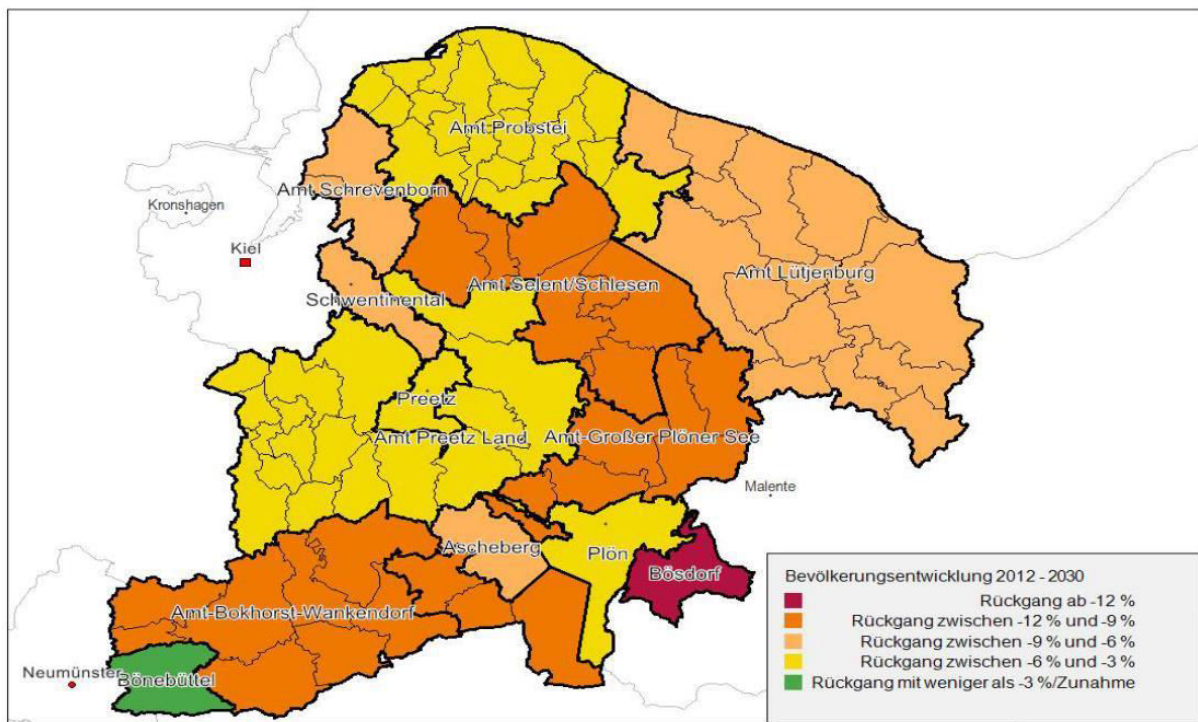 Amt Probstei
Amt Schrevenborn
Kronshagen
Kiel
Amt Lütjenburg
Amt Selent/Schlesen
Schwentinental
Preetz
Amt Preetz Land
Amt-Großer Plöner See
Malente
Ascheberg
Plön
Bösdorf
Amt-Bokhorst-Wankendorf
Neumünster
Bönebüttel
Bevölkerungsentwicklung 2012 - 2030
Rückgang ab -12 %
Rückgang zwischen -12 % und -9 %
Rückgang zwischen -9 % und -6 %
Rückgang zwischen -6 % und -3 %
Rückgang mit weniger als -3 %/Zunahme